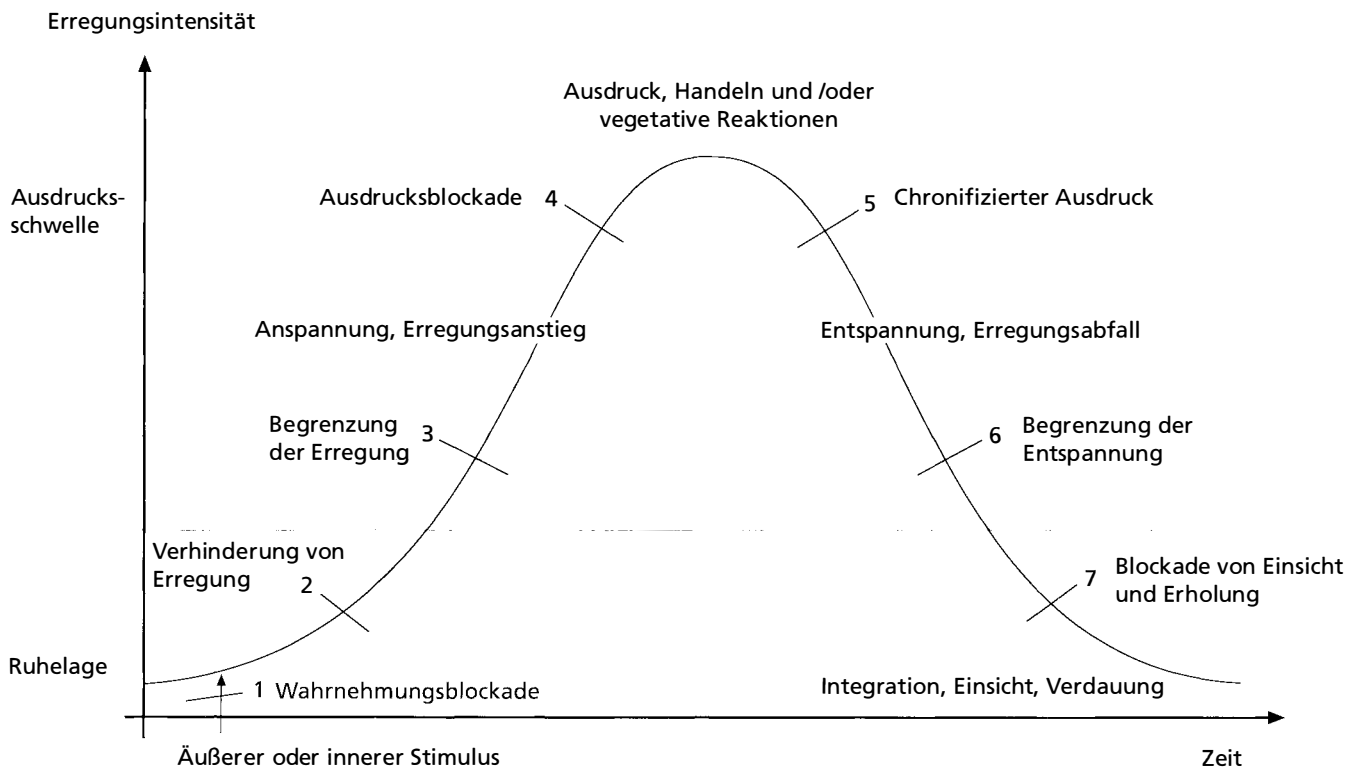 Erregungsintensität
Ausdruck, Handeln und /oder
vegetative Reaktionen
Ausdrucks-
schwelle
Ausdrucksblockade 4
5 Chronifizierter Ausdruck
Anspannung, Erregungsanstieg
Entspannung, Erregungsabfall
Begrenzung
der Erregung
3
6 Begrenzung der
Entspannung
Verhinderung von
Erregung
2
7 Blockade von Einsicht
und Erholung
Ruhelage
1 Wahrnehmungsblockade
Integration, Einsicht, Verdauung
Äußerer oder innerer Stimulus
Zeit